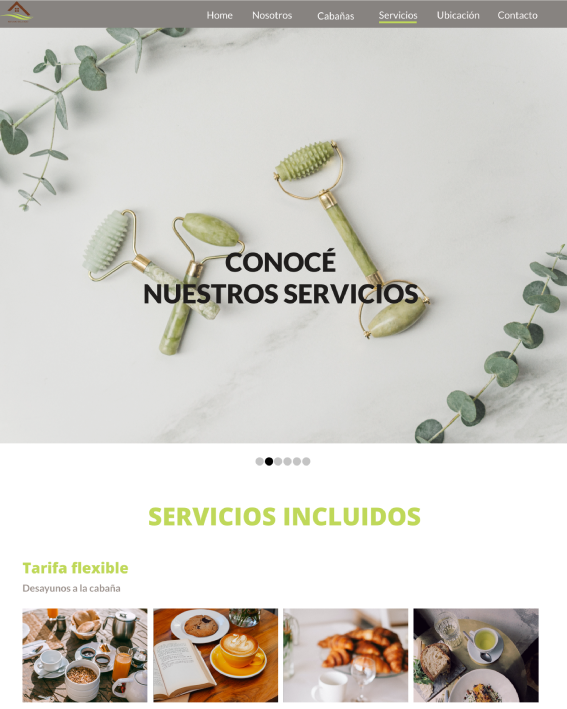 Home Nosotros Cabañas Servicios Ubicación Contacto
CONOCÉ
NUESTROS SERVICIOS
SERVICIOS INCLUIDOS
Tarifa flexible
Desayunos a la cabaña